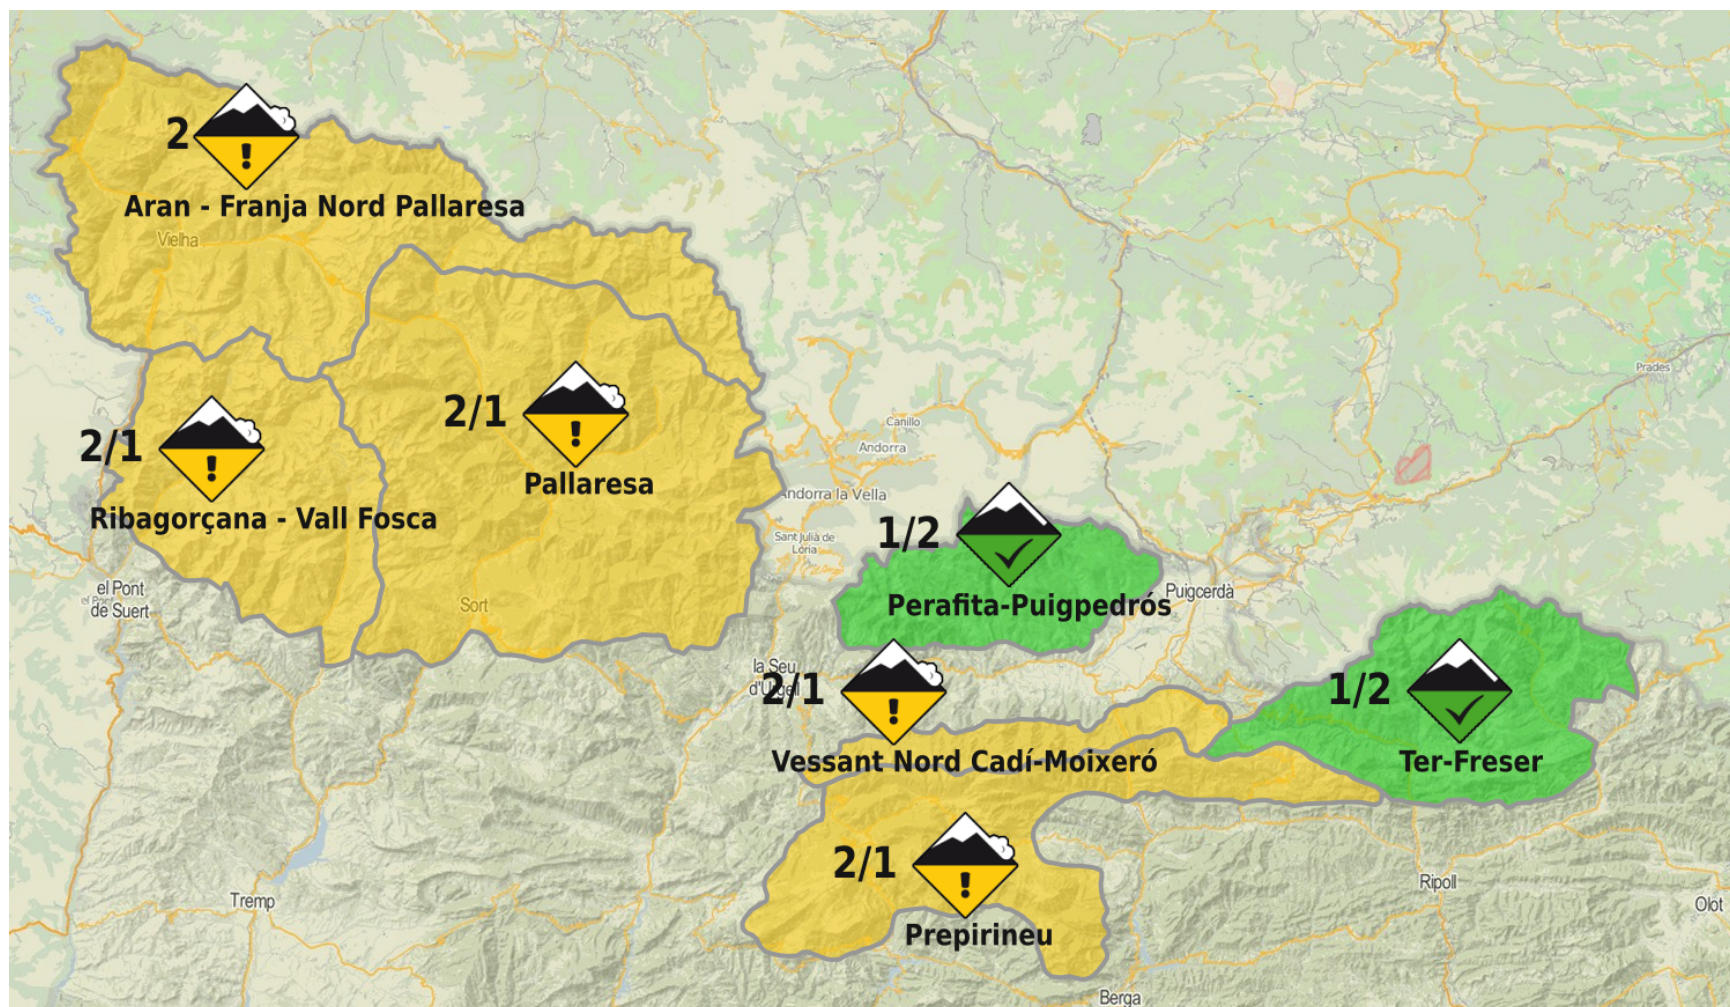 2
Aran - Franja Nord Pallaresa
Vielha
Prades
2/1
Pallaresa
2/1
Ribagorçana - Vall Fosca
Canillo
Andorra
Andorra la Vella
Sant Julià de
Lòria
1/2
Perafita-Puigpedrós
Puigcerdà
el Pont
de Suert
Sort
la Seu
d'Urgell
2/1
Vessant Nord Cadí-Moixeró
1/2
Ter-Freser
2/1
Prepirineu
Tremp
Ripoll
Olot
Berga